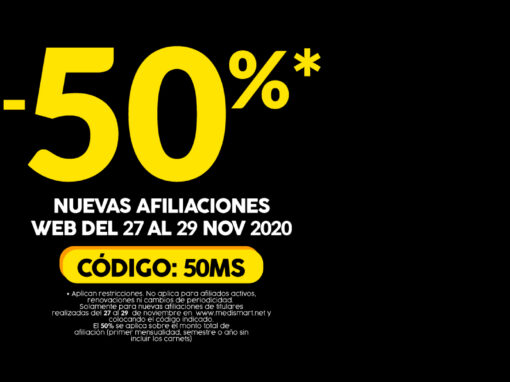 -50%*
NUEVAS AFILIACIONES
WEB DEL 27 AL 29 NOV 2020
CÓDIGO: 50MS
* Aplican restricciones. No aplica para afiliados activos,
renovaciones ni cambios de periodicidad.
Solamente para nuevas afiliaciones de titulares
realizadas del 27 al 29 de noviembre en www.medismart.net y
colocando el código indicado.
El 50% se aplica sobre el monto total de
afiliación (primer mensualidad, semestre o año sin
incluir los carnets)